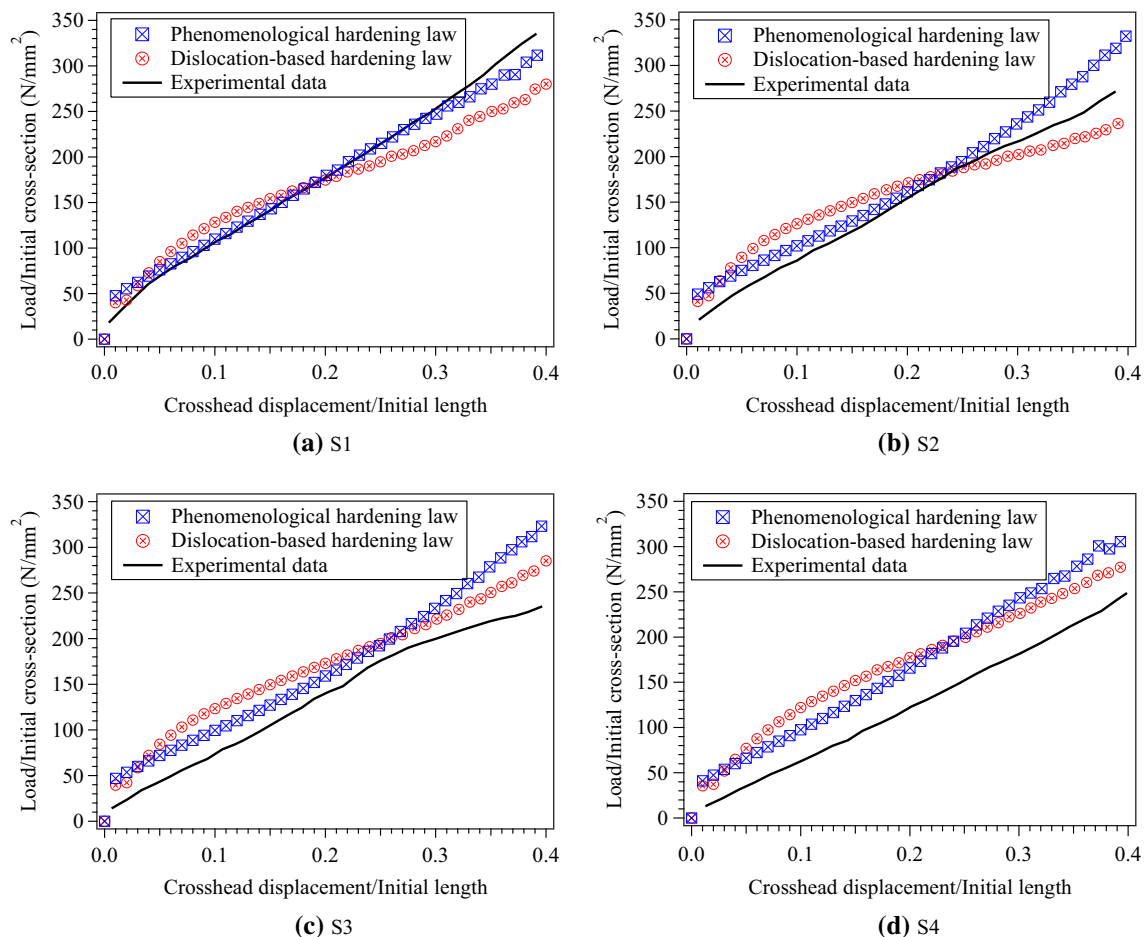 350
300
250
200
150
100
50
0
Load/Initial cross-section (N/mm²)
Phenomenological hardening law
Dislocation-based hardening law
Experimental data
0.0 0.1 0.2 0.3 0.4
Crosshead displacement/Initial length
(a) S1
350
300
250
200
150
100
50
0
Load/Initial cross-section (N/mm²)
Phenomenological hardening law
Dislocation-based hardening law
Experimental data
0.0 0.1 0.2 0.3 0.4
Crosshead displacement/Initial length
(b) S2
350
300
250
200
150
100
50
0
Load/Initial cross-section (N/mm²)
Phenomenological hardening law
Dislocation-based hardening law
Experimental data
0.0 0.1 0.2 0.3 0.4
Crosshead displacement/Initial length
(c) S3
350
300
250
200
150
100
50
0
Load/Initial cross-section (N/mm²)
Phenomenological hardening law
Dislocation-based hardening law
Experimental data
0.0 0.1 0.2 0.3 0.4
Crosshead displacement/Initial length
(d) S4